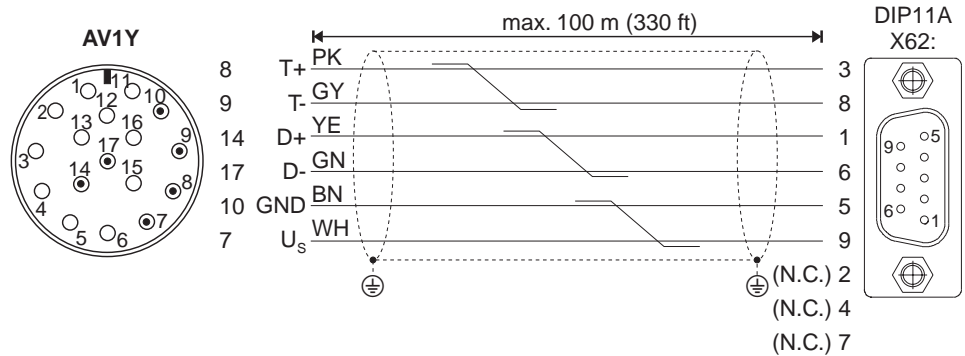 max. 100 m (330 ft)
DIP11A
X62:
AV1Y
8 T+ PK 3
9 T- GY 8
14 D+ YE 1
17 D- GN 6
10 GND BN 5
7 US WH 9
(N.C.) 2
(N.C.) 4
(N.C.) 7
1 11
12 10
2
13 16
9
3 17
14 15
8
4
5 6 7
5
9
6
1